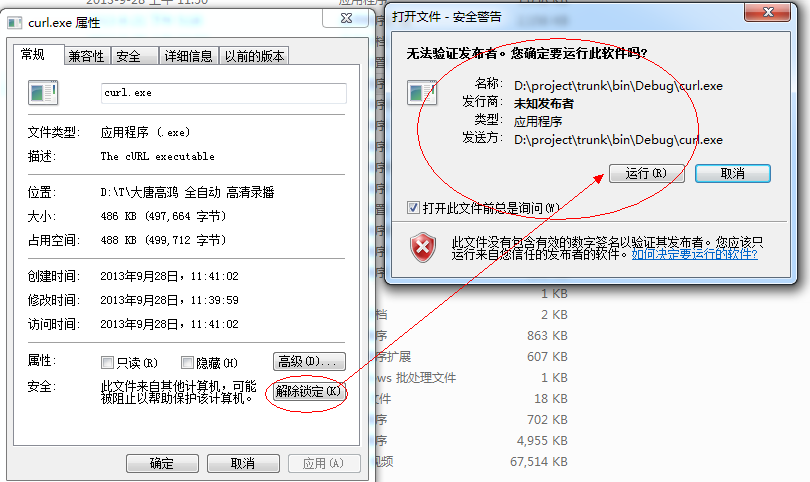 2013-9-28 上午 11:50
curl.exe 属性
常规 兼容性 安全 详细信息 以前的版本
curl.exe
文件类型: 应用程序 (.exe)
描述: The cURL executable
位置: D:\T\大唐高鸿 全自动 高清录播
大小: 486 KB (497,664 字节)
占用空间: 488 KB (499,712 字节)
创建时间: 2013年9月28日，11:41:02
修改时间: 2013年9月28日，11:39:59
访问时间: 2013年9月28日，11:41:02
属性: 只读(R) 隐藏(H) 高级(D)...
安全: 此文件来自其他计算机，可能
被阻止以帮助保护该计算机。
解除锁定(K)
确定 取消 应用(A)
打开文件 - 安全警告
无法验证发布者。您确定要运行此软件吗?
名称: D:\project\trunk\bin\Debug\curl.exe
发行商: 未知发布者
类型: 应用程序
发送方: D:\project\trunk\bin\Debug\curl.exe
运行(R) 取消
打开此文件前总是询问(W)
此文件没有包含有效的数字签名以验证其发布者。您应该只
运行来自您信任的发布者的软件。如何决定要运行的软件?
1 KB
档 2 KB
序 863 KB
序扩展 607 KB
ws 批处理文件 1 KB
文件 18 KB
序 702 KB
序 4,955 KB
视频 67,514 KB